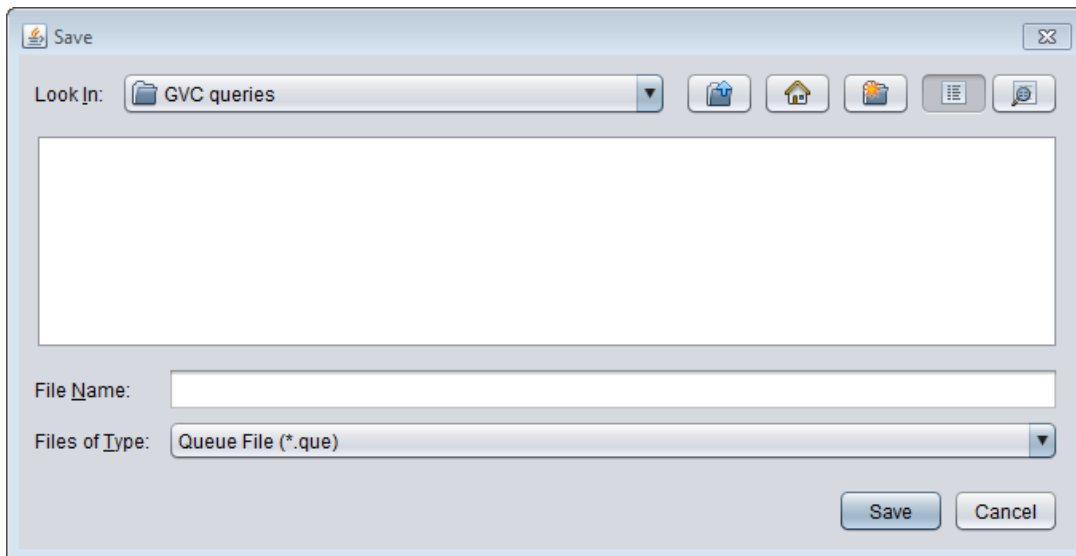 Save
Look In: GVC queries
File Name:
Files of Type: Queue File (*.que)
Save Cancel